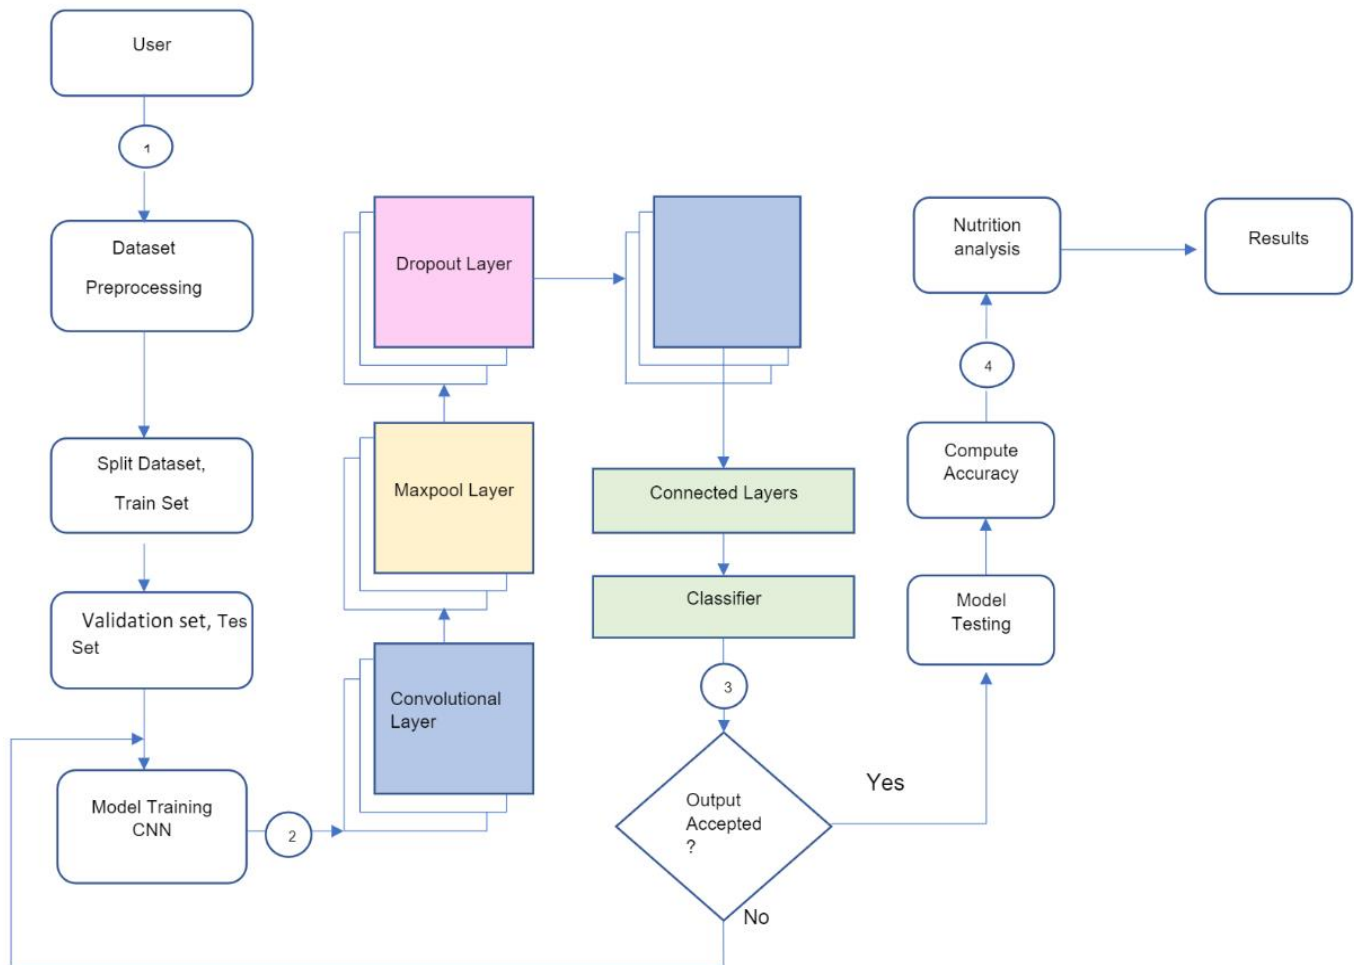 User
1
Dataset
Preprocessing
Split Dataset,
Train Set
Validation set, Tes
Set
Model Training
CNN
2
Convolutional
Layer
Maxpool Layer
Dropout Layer
Connected Layers
Classifier
3
Output
Accepted
?
Yes
No
Model
Testing
Compute
Accuracy
4
Nutrition
analysis
Results